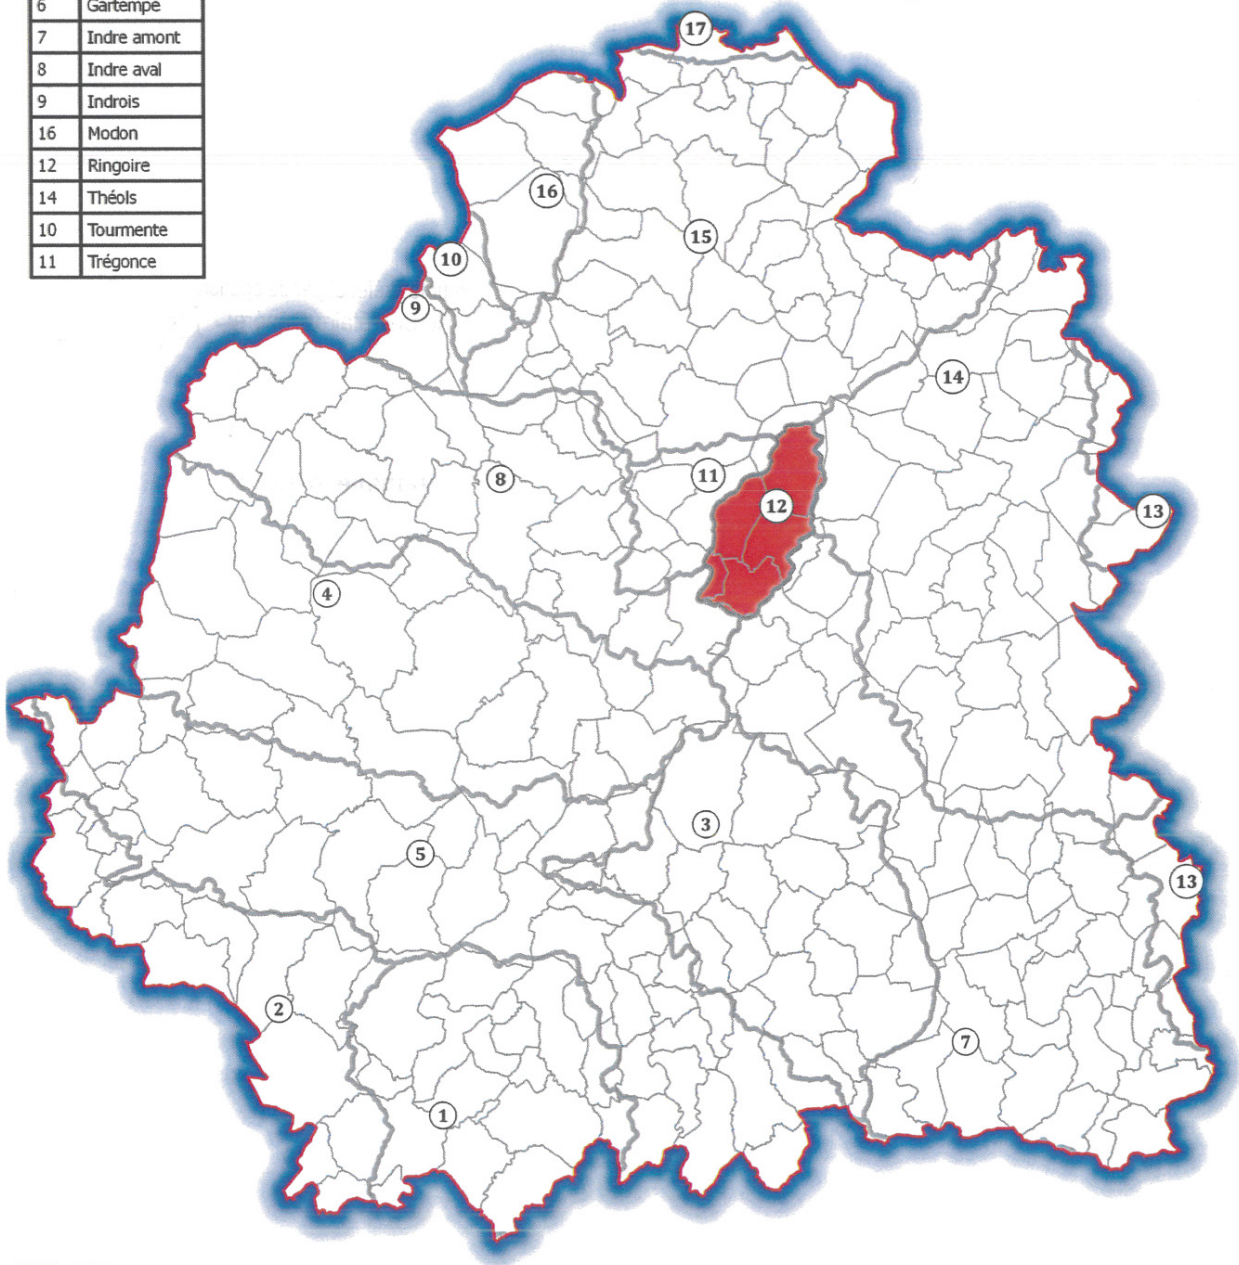 6 Gartempe
7 Indre amont
8 Indre aval
9 Indrois
16 Modon
12 Ringoire
14 Théols
10 Tourmente
11 Trégonce
17
16
15
10
9
14
8
11
12
13
4
3
5
13
2
7
1